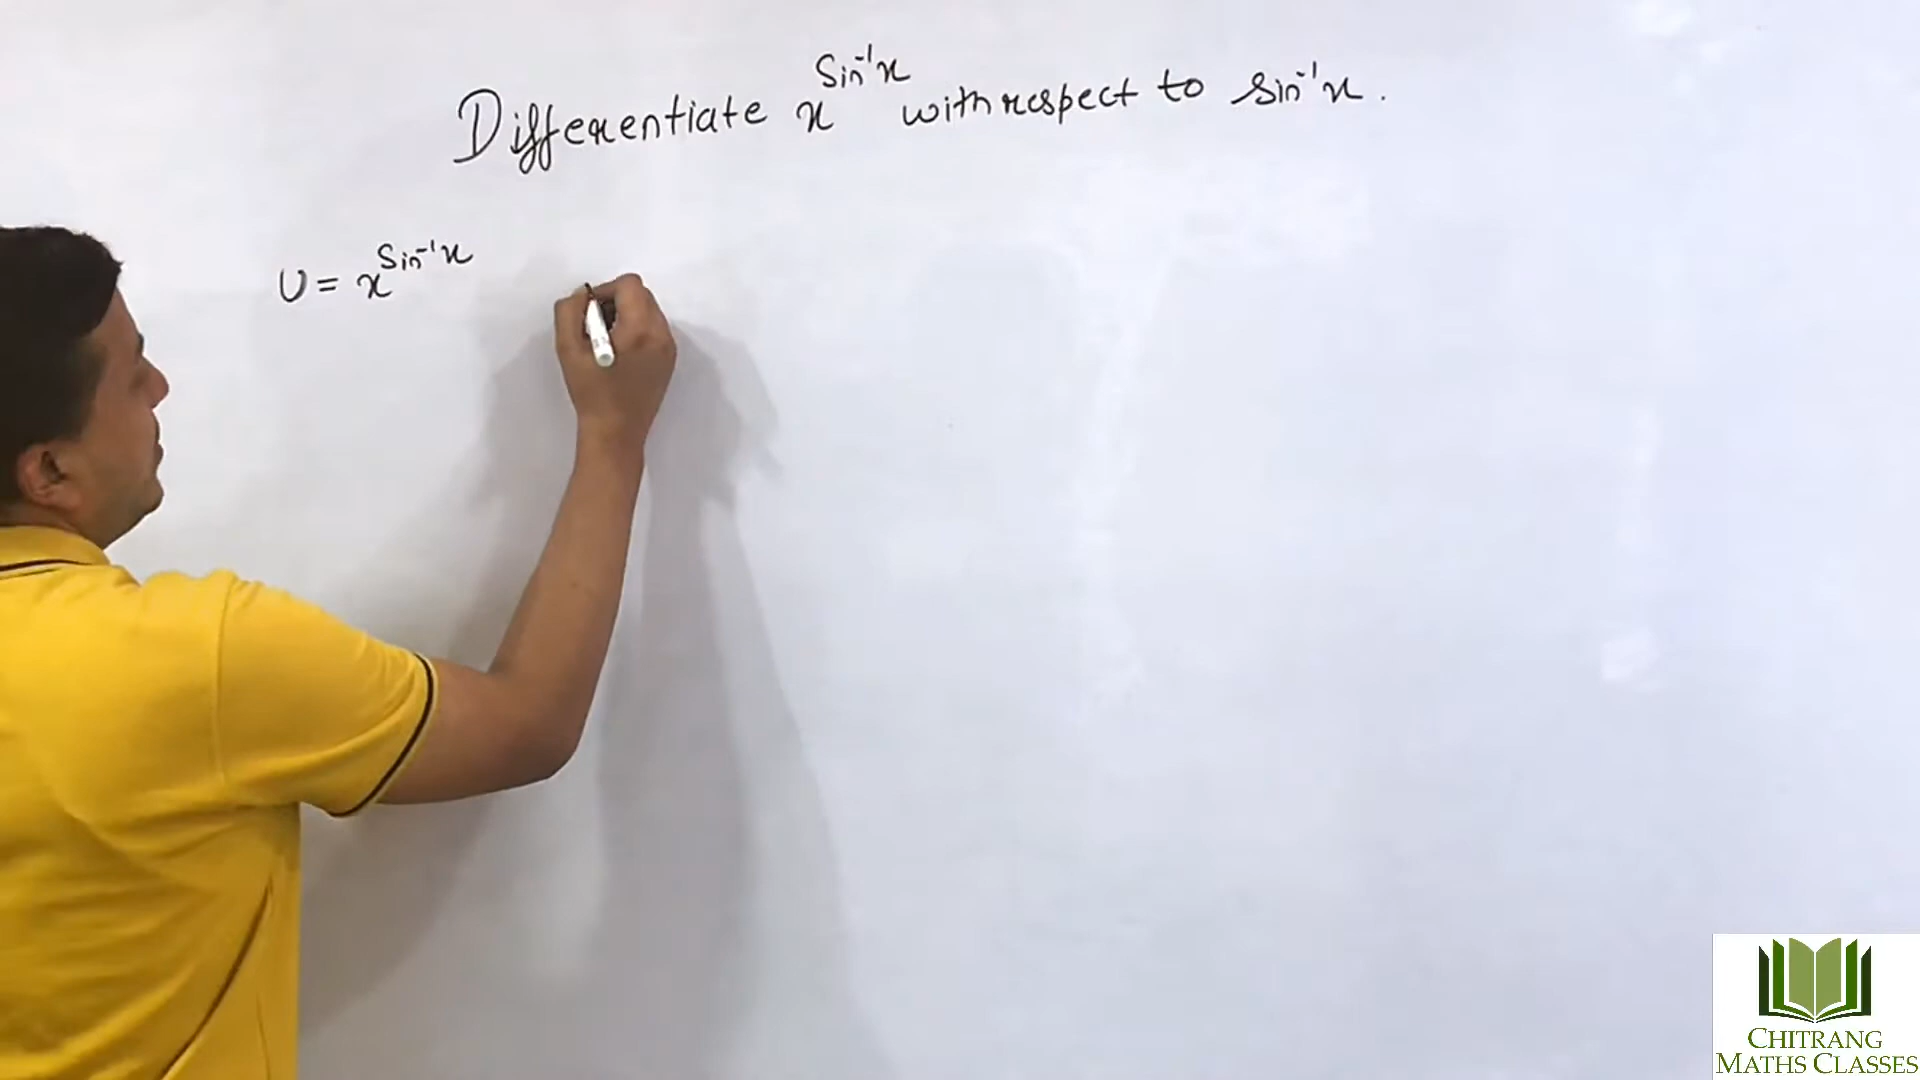 Differentiate x^Sin⁻¹x with respect to sin⁻¹x.
U = x^Sin⁻¹x
CHITRANG
MATHS CLASSES